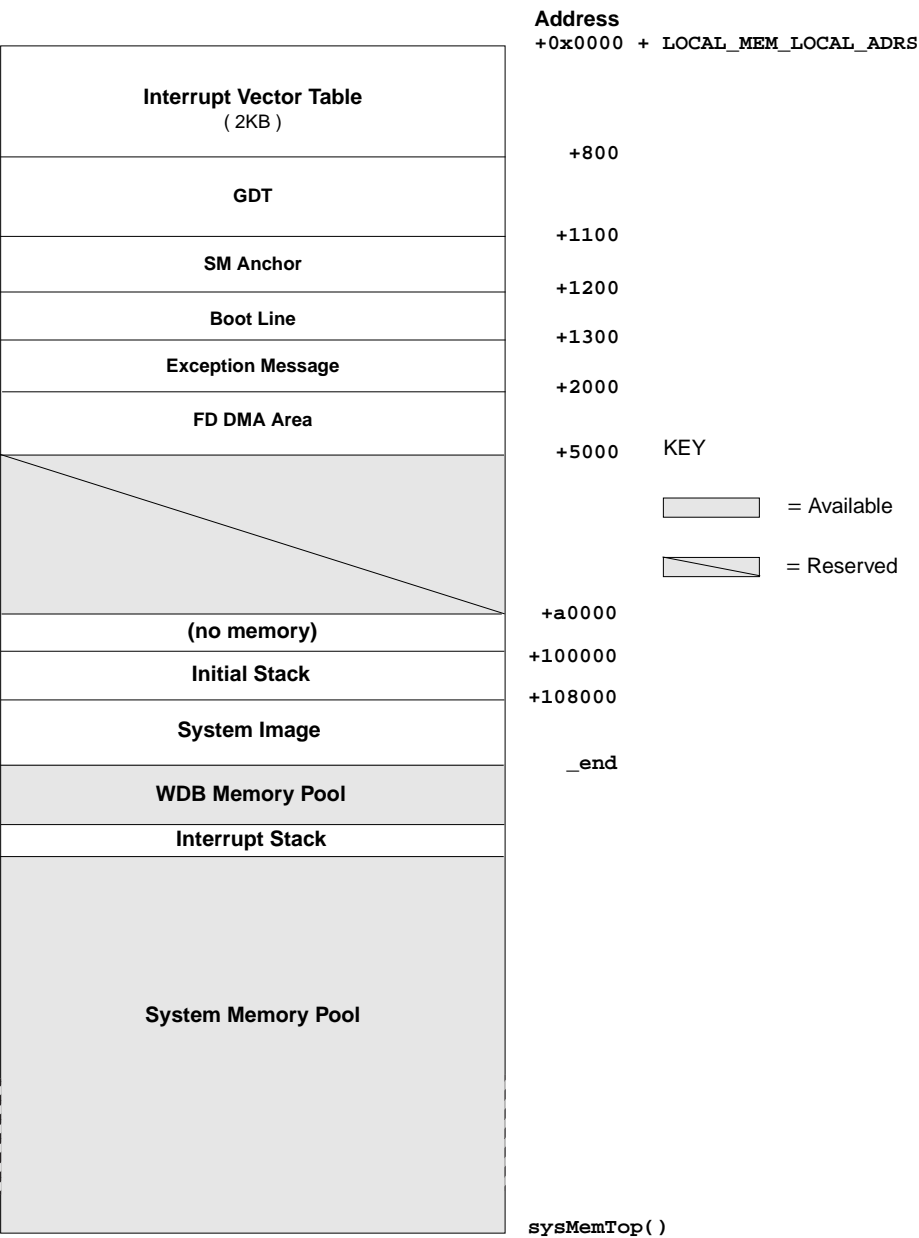 Address
+0x0000 + LOCAL_MEM_LOCAL_ADRS
Interrupt Vector Table
( 2KB )
+800
GDT
+1100
SM Anchor
+1200
Boot Line
+1300
Exception Message
+2000
FD DMA Area
+5000
KEY
= Available
= Reserved
+a0000
(no memory)
+100000
Initial Stack
+108000
System Image
_end
WDB Memory Pool
Interrupt Stack
System Memory Pool
sysMemTop()